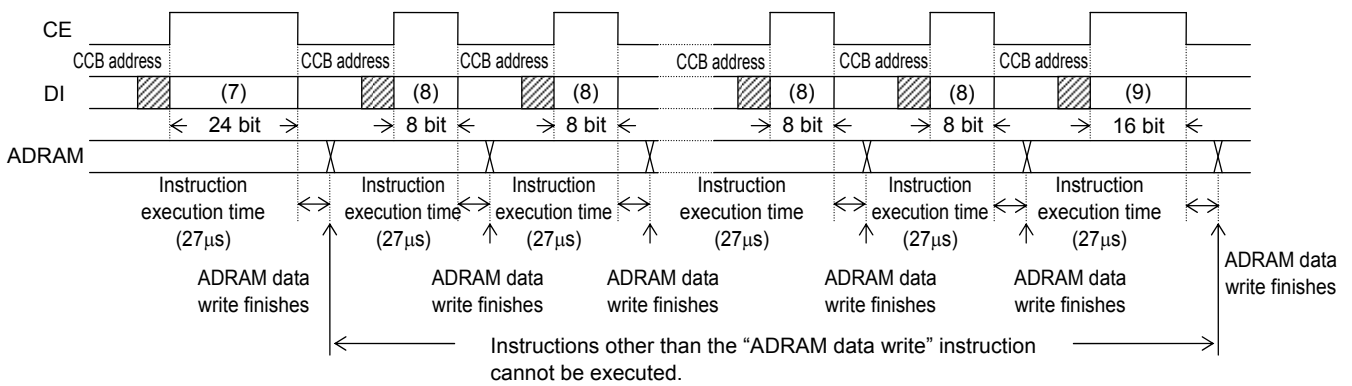 CE
CCB address CCB address CCB address CCB address CCB address CCB address
DI (7) (8) (8) (8) (8) (9)
24 bit 8 bit 8 bit 8 bit 8 bit 16 bit
ADRAM
Instruction Instruction Instruction Instruction Instruction Instruction
execution time execution time execution time execution time execution time execution time
(27μs) (27μs) (27μs) (27μs) (27μs) (27μs)
ADRAM data ADRAM data ADRAM data ADRAM data ADRAM data ADRAM data
write finishes write finishes write finishes write finishes write finishes write finishes
Instructions other than the “ADRAM data write” instruction
cannot be executed.